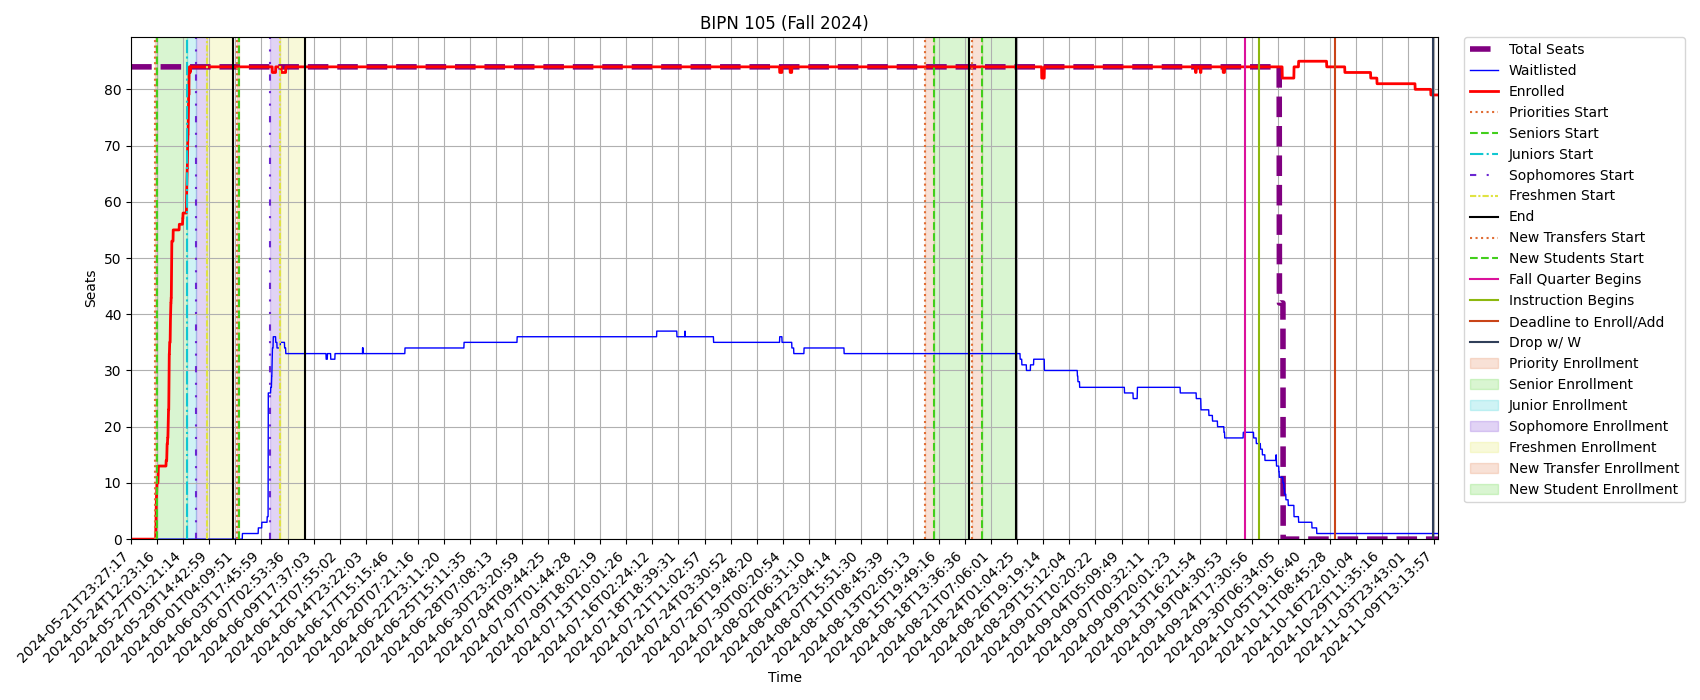 BIPN 105 (Fall 2024)
Seats
80
70
60
50
40
30
20
10
0
2024-05-21T23:27:17
2024-05-24T12:23:16
2024-05-27T01:21:14
2024-05-29T14:42:59
2024-06-01T04:09:51
2024-06-03T17:45:59
2024-06-07T02:53:36
2024-06-09T17:37:03
2024-06-12T07:55:02
2024-06-14T23:22:03
2024-06-17T15:15:46
2024-06-20T07:21:16
2024-06-22T23:11:20
2024-06-25T15:11:35
2024-06-28T07:08:13
2024-06-30T23:20:59
2024-07-04T09:44:25
2024-07-07T01:44:28
2024-07-09T18:02:19
2024-07-13T10:01:26
2024-07-16T02:24:12
2024-07-18T18:39:31
2024-07-21T11:02:57
2024-07-24T03:30:52
2024-07-26T19:48:20
2024-07-30T00:20:54
2024-08-02T06:31:10
2024-08-04T23:04:14
2024-08-07T15:51:30
2024-08-10T08:45:39
2024-08-13T02:05:13
2024-08-15T19:49:16
2024-08-18T13:36:36
2024-08-21T07:06:01
2024-08-24T01:04:25
2024-08-26T19:19:14
2024-08-29T15:12:04
2024-09-01T10:20:22
2024-09-04T05:09:49
2024-09-07T00:32:11
2024-09-09T20:01:23
2024-09-13T16:21:54
2024-09-19T04:30:53
2024-09-24T17:30:56
2024-09-30T06:34:05
2024-10-05T19:16:40
2024-10-11T08:45:28
2024-10-16T22:01:04
2024-10-29T11:35:16
2024-11-03T23:43:01
2024-11-09T13:13:57
Time
Total Seats
Waitlisted
Enrolled
Priorities Start
Seniors Start
Juniors Start
Sophomores Start
Freshmen Start
End
New Transfers Start
New Students Start
Fall Quarter Begins
Instruction Begins
Deadline to Enroll/Add
Drop w/ W
Priority Enrollment
Senior Enrollment
Junior Enrollment
Sophomore Enrollment
Freshmen Enrollment
New Transfer Enrollment
New Student Enrollment